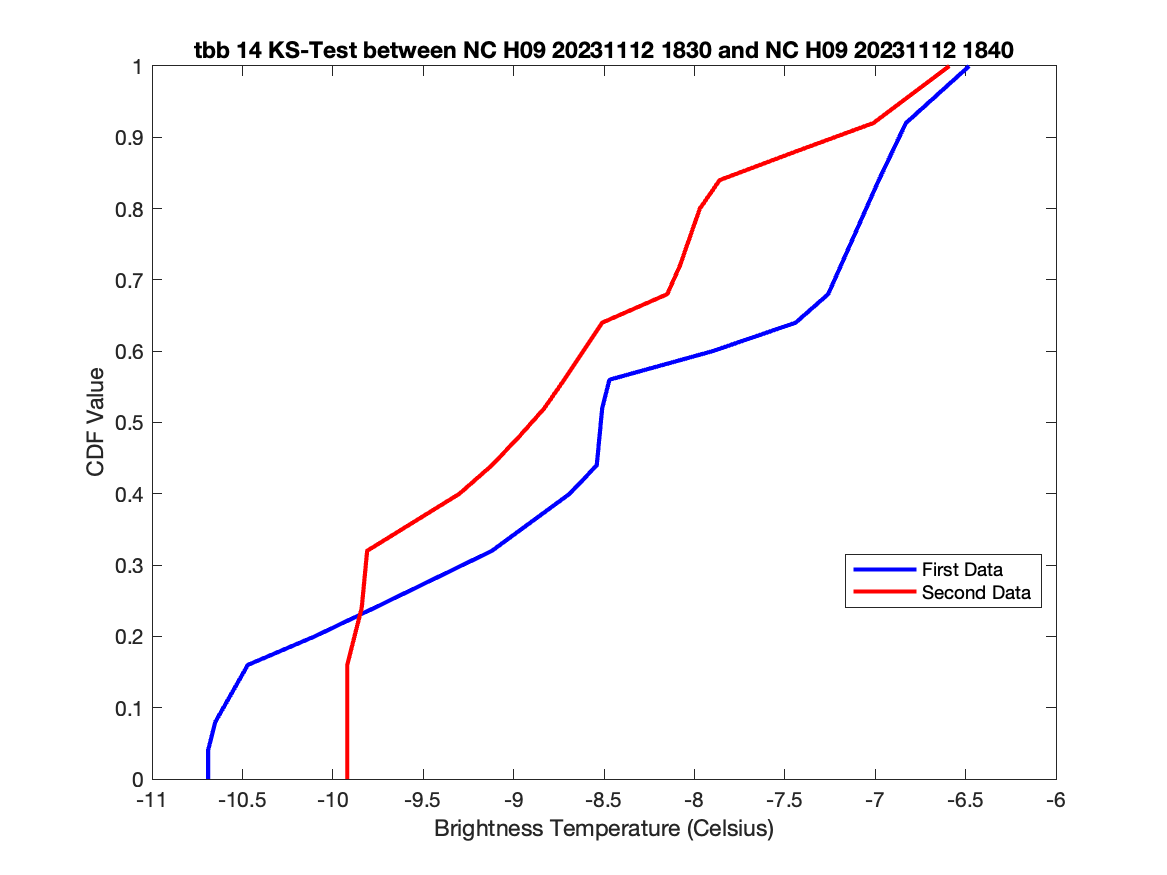 tbb 14 KS-Test between NC H09 20231112 1830 and NC H09 20231112 1840
1
0.9
0.8
0.7
0.6
0.5
0.4
0.3
0.2
0.1
0
CDF Value
First Data
Second Data
-11 -10.5 -10 -9.5 -9 -8.5 -8 -7.5 -7 -6.5 -6
Brightness Temperature (Celsius)